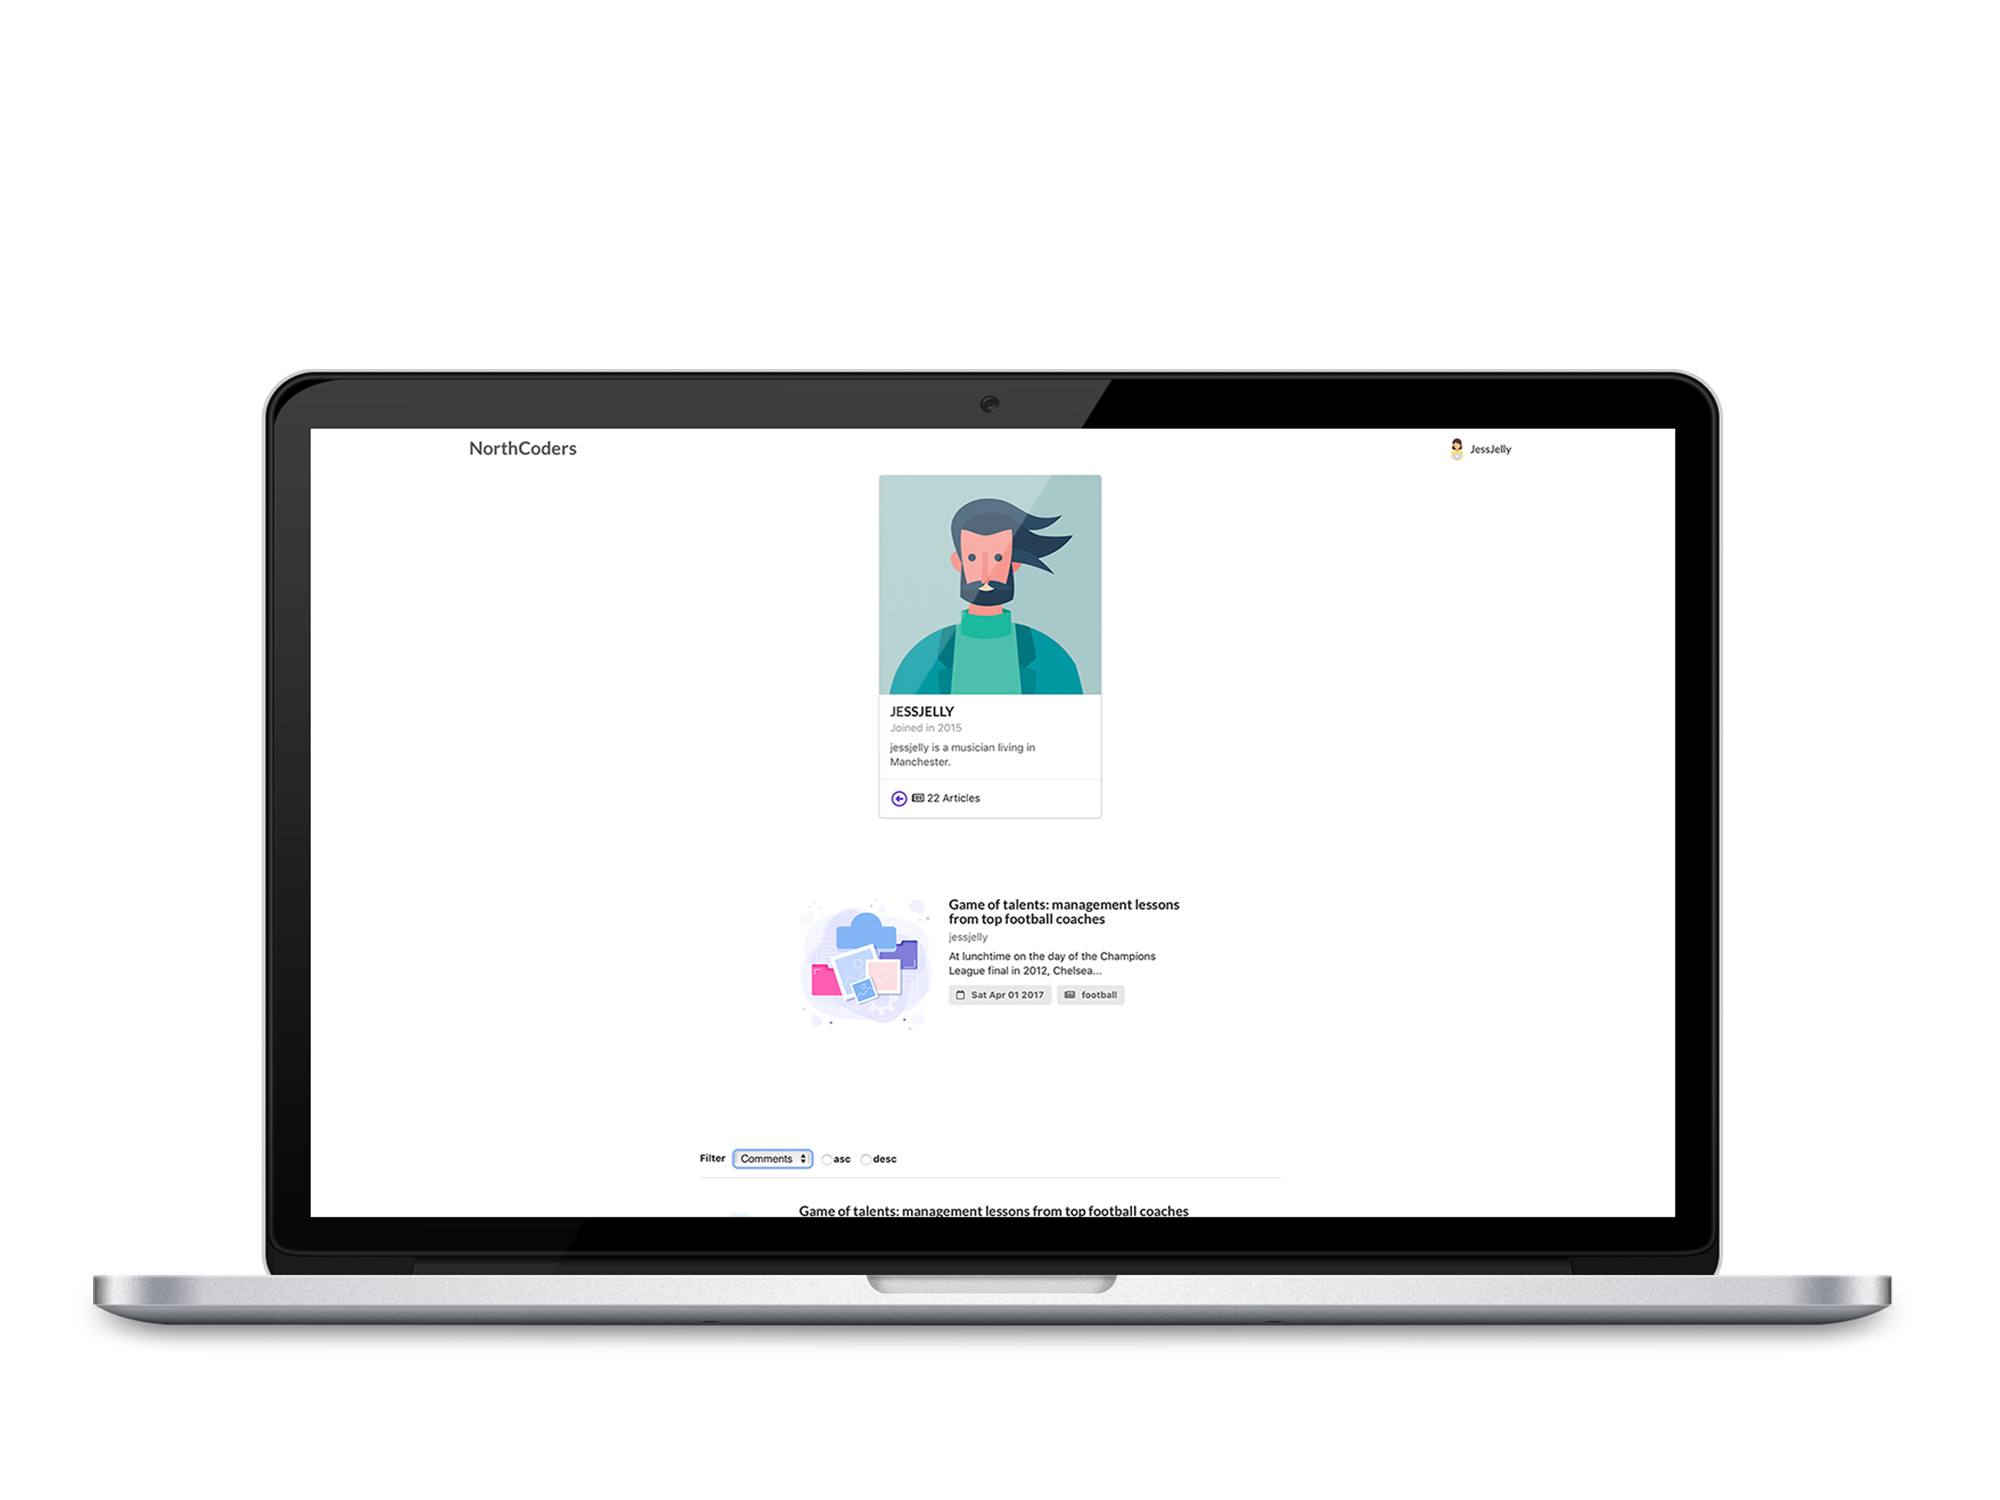 NorthCoders
JessJelly
JESSJELLY
Joined in 2015
jessjelly is a musician living in
Manchester.
22 Articles
Game of talents: management lessons
from top football coaches
jessjelly
At lunchtime on the day of the Champions
League final in 2012, Chelsea...
Sat Apr 01 2017
football
Filter Comments asc desc
Game of talents: management lessons from top football coaches